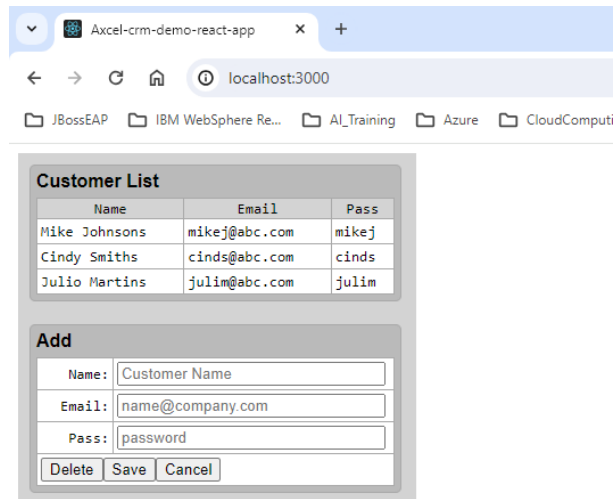 Axcel-crm-demo-react-app
localhost:3000
JBossEAP IBM WebSphere Re... AI_Training Azure CloudComputi
Customer List
Name Email Pass
Mike Johnsons mikej@abc.com mikej
Cindy Smiths cinds@abc.com cinds
Julio Martins julim@abc.com julim
Add
Name: Customer Name
Email: name@company.com
Pass: password
Delete Save Cancel